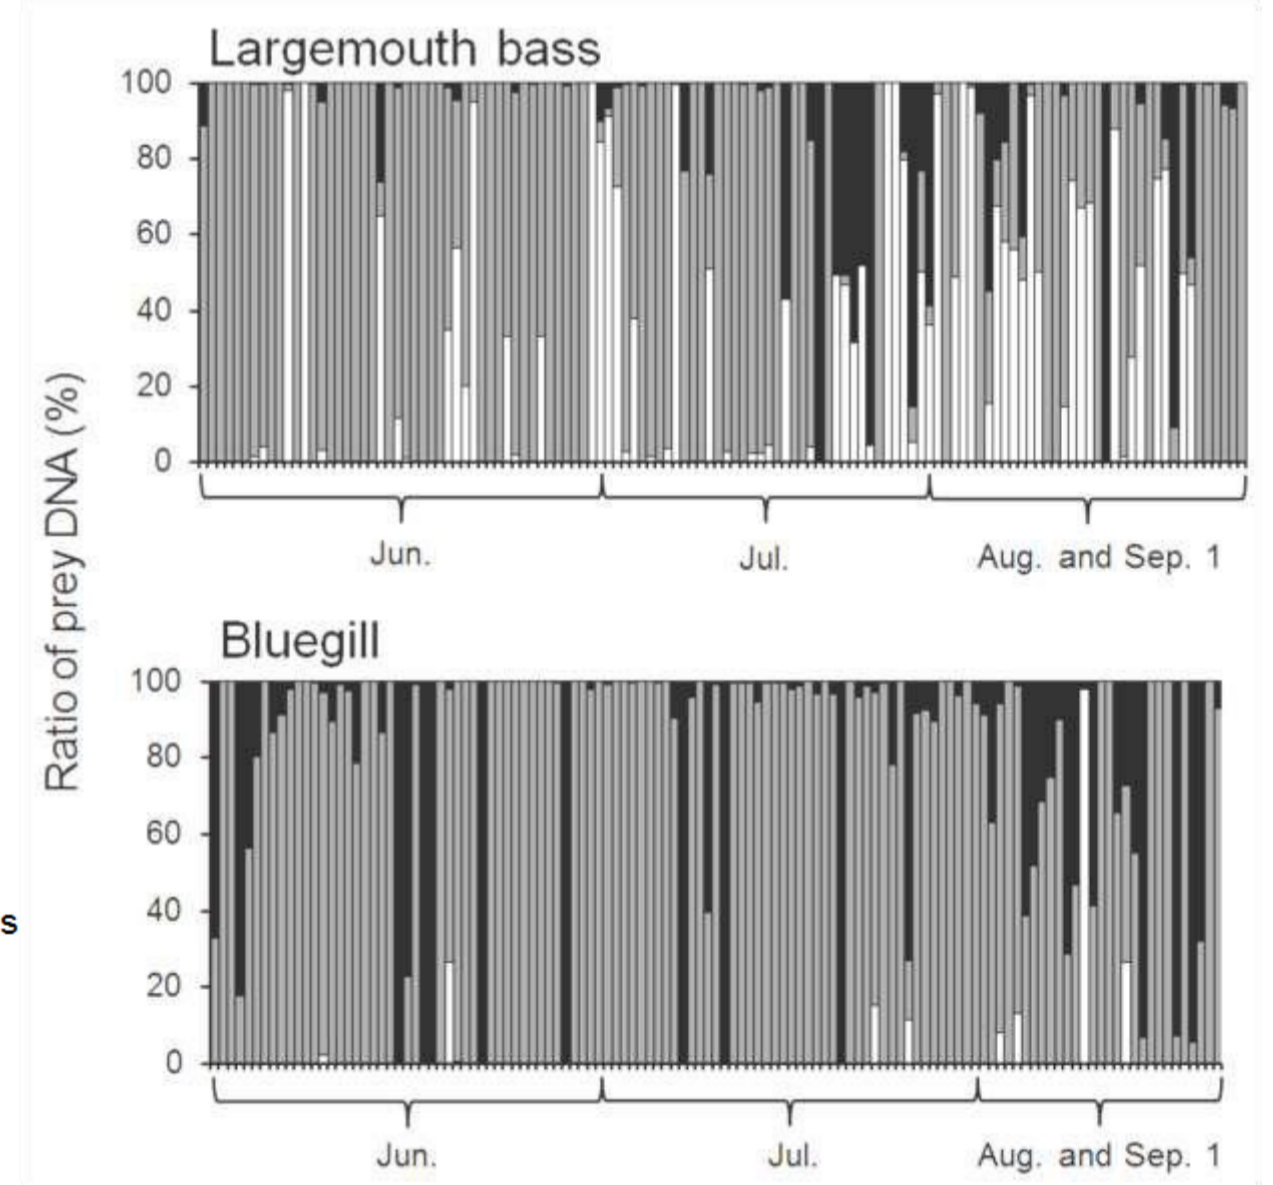 Largemouth bass
100
80
60
40
20
0
Jun.
Jul.
Aug. and Sep. 1
Ratio of prey DNA (%)
Bluegill
100
80
60
40
20
0
Jun.
Jul.
Aug. and Sep. 1
s